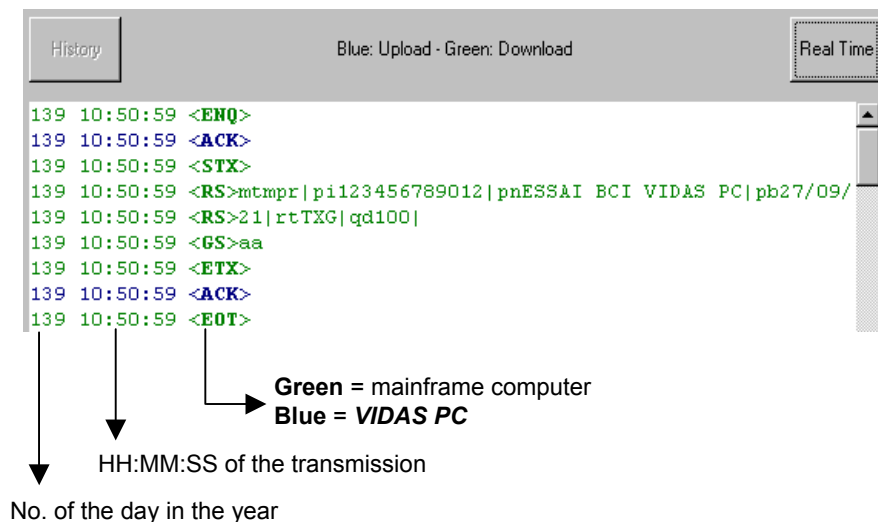 History
Blue: Upload - Green: Download
Real Time
139 10:50:59 <ENQ>
139 10:50:59 <ACK>
139 10:50:59 <STX>
139 10:50:59 <RS>mtmpr|pi123456789012|pnESSAI BCI VIDAS PC|pb27/09/
139 10:50:59 <RS>21|rtTXG|qd100|
139 10:50:59 <GS>aa
139 10:50:59 <ETX>
139 10:50:59 <ACK>
139 10:50:59 <EOT>
Green = mainframe computer
Blue = VIDAS PC
HH:MM:SS of the transmission
No. of the day in the year